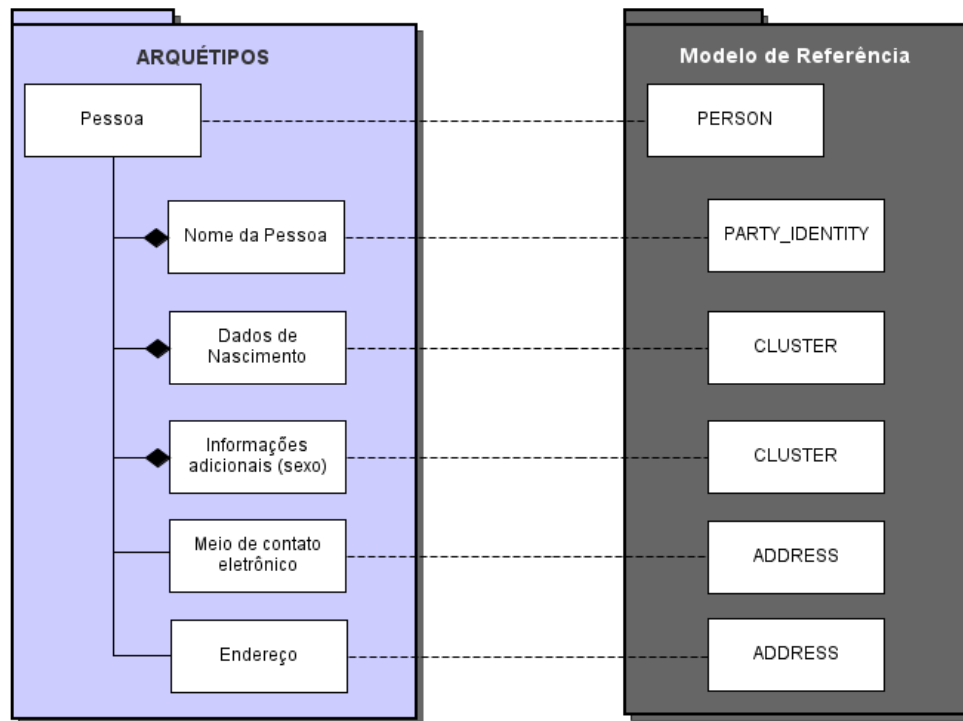 ARQUÉTIPOS
Modelo de Referência
Pessoa
PERSON
Nome da Pessoa
PARTY_IDENTITY
Dados de
Nascimento
CLUSTER
Informações
adicionais (sexo)
CLUSTER
Meio de contato
eletrônico
ADDRESS
Endereço
ADDRESS